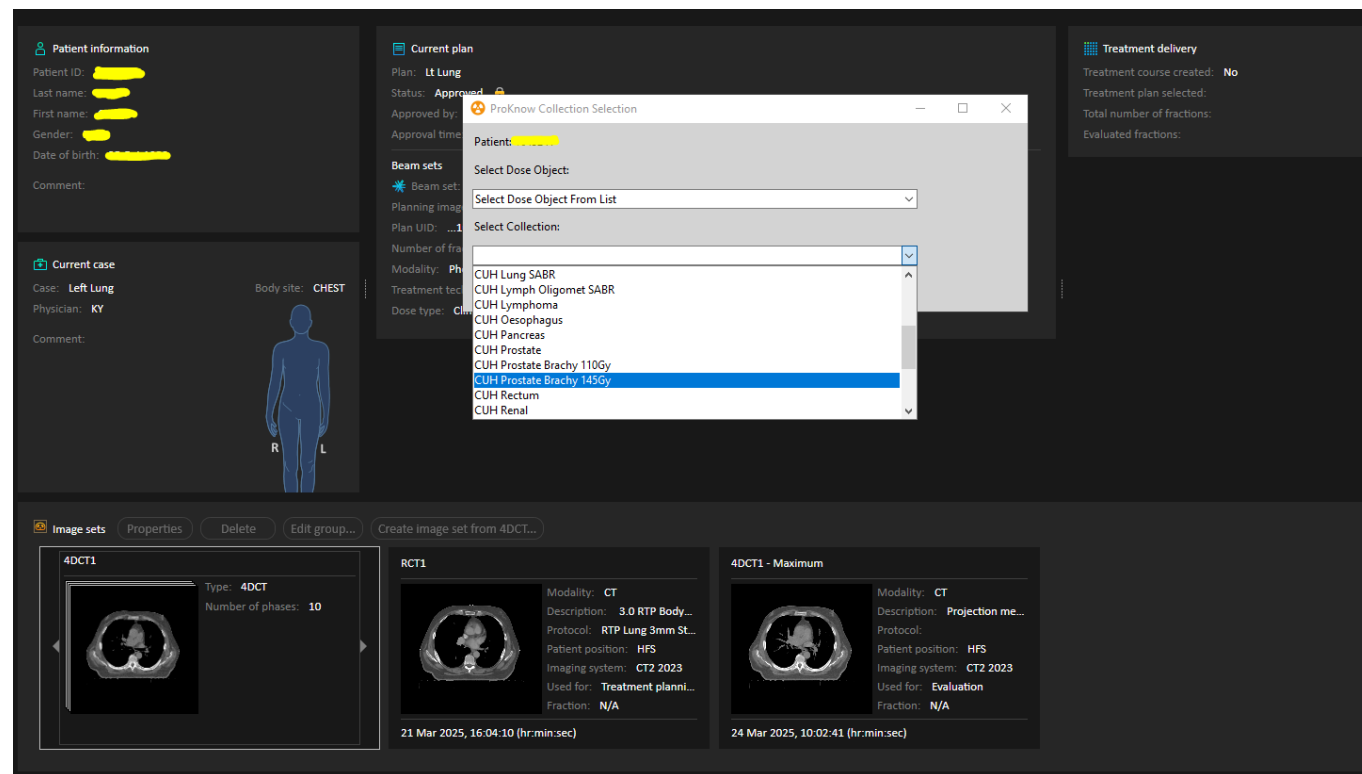 Patient information
Patient ID:
Last name:
First name:
Gender:
Date of birth:
Comment:
Current case
Case: Left Lung
Body site: CHEST
Physician: KY
Comment:
R L
Current plan
Plan: Lt Lung
Status: Approved
Approved by:
Approval time
Beam sets
Beam set:
Planning imag
Plan UID: ...1
Number of fra
Modality: Ph
Treatment tec
Dose type:
ProKnow Collection Selection
Patient:
Select Dose Object:
Select Dose Object From List
Select Collection:
CUH Lung SABR
CUH Lymph Oligomet SABR
CUH Lymphoma
CUH Oesophagus
CUH Pancreas
CUH Prostate
CUH Prostate Brachy 110Gy
CUH Prostate Brachy 145Gy
CUH Rectum
CUH Renal
Treatment delivery
Treatment course created: No
Treatment plan selected:
Total number of fractions:
Evaluated fractions:
Image sets Properties Delete Edit group... Create image set from 4DCT...
4DCT1
Type: 4DCT
Number of phases: 10
RCT1
Modality: CT
Description: 3.0 RTP Body...
Protocol: RTP Lung 3mm St...
Patient position: HFS
Imaging system: CT2 2023
Used for: Treatment planni...
Fraction: N/A
21 Mar 2025, 16:04:10 (hr:min:sec)
4DCT1 - Maximum
Modality: CT
Description: Projection me...
Protocol:
Patient position: HFS
Imaging system: CT2 2023
Used for: Evaluation
Fraction: N/A
24 Mar 2025, 10:02:41 (hr:min:sec)